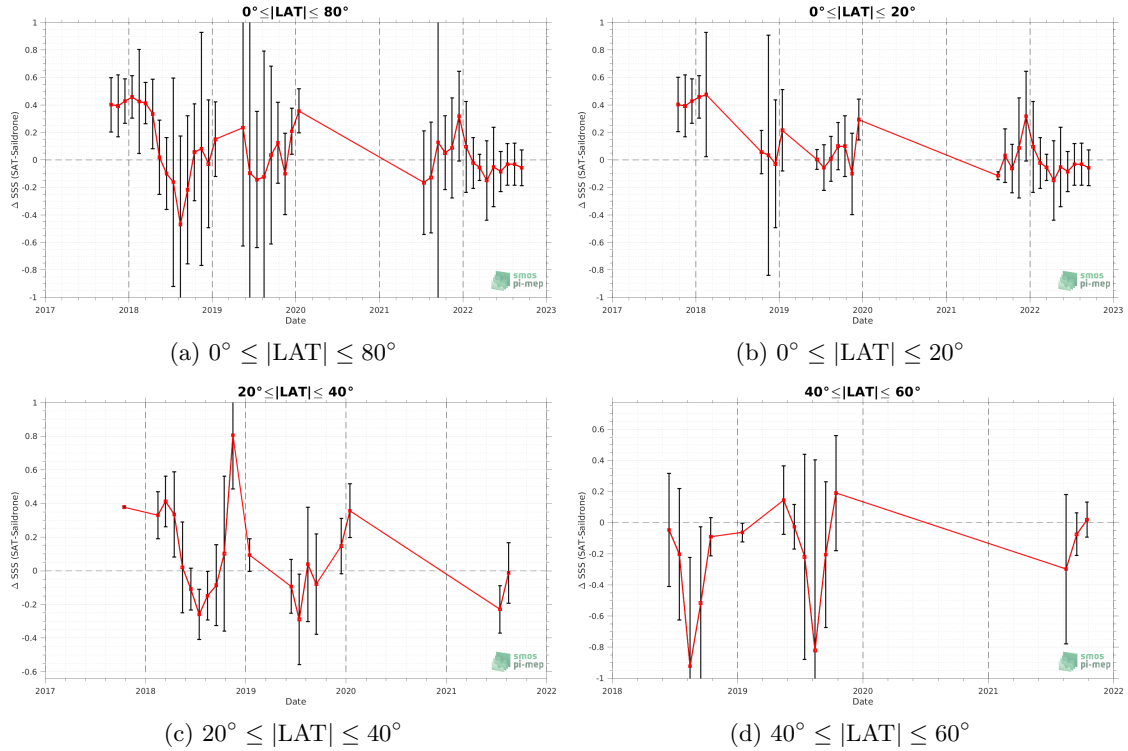 0°≤|LAT|≤ 80°
Δ SSS (SAT-Saildrone)
1
0.8
0.6
0.4
0.2
0
-0.2
-0.4
-0.6
-0.8
-1
smos
pi-mep
2017 2018 2019 2020 2021 2022 2023
Date
(a) 0° ≤ |LAT| ≤ 80°
0°≤|LAT|≤ 20°
Δ SSS (SAT-Saildrone)
1
0.8
0.6
0.4
0.2
0
-0.2
-0.4
-0.6
-0.8
-1
smos
pi-mep
2017 2018 2019 2020 2021 2022 2023
Date
(b) 0° ≤ |LAT| ≤ 20°
20°≤|LAT|≤ 40°
Δ SSS (SAT-Saildrone)
1
0.8
0.6
0.4
0.2
0
-0.2
-0.4
-0.6
smos
pi-mep
2017 2018 2019 2020 2021 2022
Date
(c) 20° ≤ |LAT| ≤ 40°
40°≤|LAT|≤ 60°
Δ SSS (SAT-Saildrone)
0.6
0.4
0.2
0
-0.2
-0.4
-0.6
-0.8
-1
smos
pi-mep
2018 2019 2020 2021 2022
Date
(d) 40° ≤ |LAT| ≤ 60°